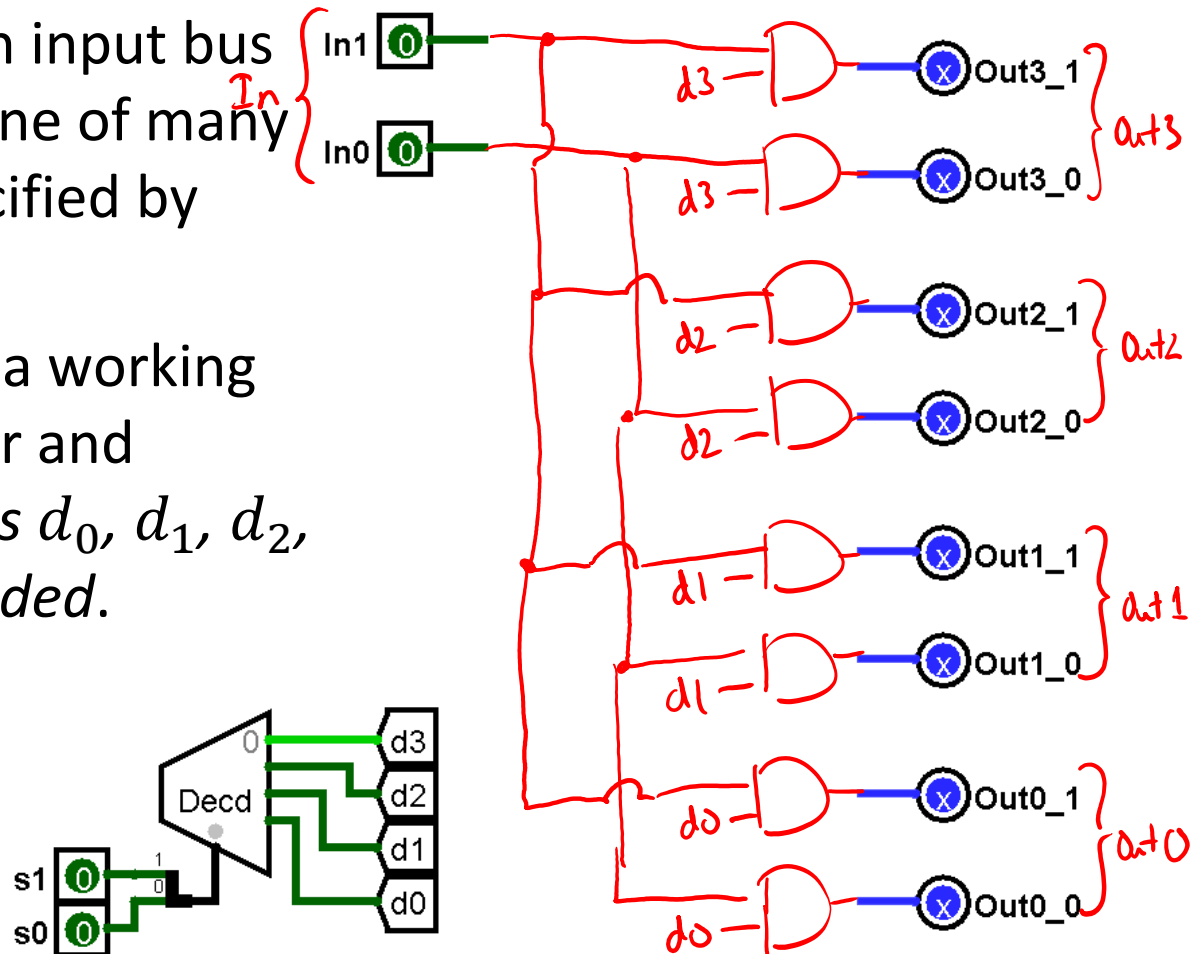 n input bus
ne of many
cified by
a working
r and
s d₀, d₁, d₂,
ded.
In
In1 0
In0 0
d3
d3
d2
d2
d1
d1
d0
d0
x Out3_1
x Out3_0
Out3
x Out2_1
x Out2_0
Out2
x Out1_1
x Out1_0
Out1
x Out0_1
x Out0_0
Out0
0
Decd
d3
d2
d1
d0
s1 0
1
0
s0 0